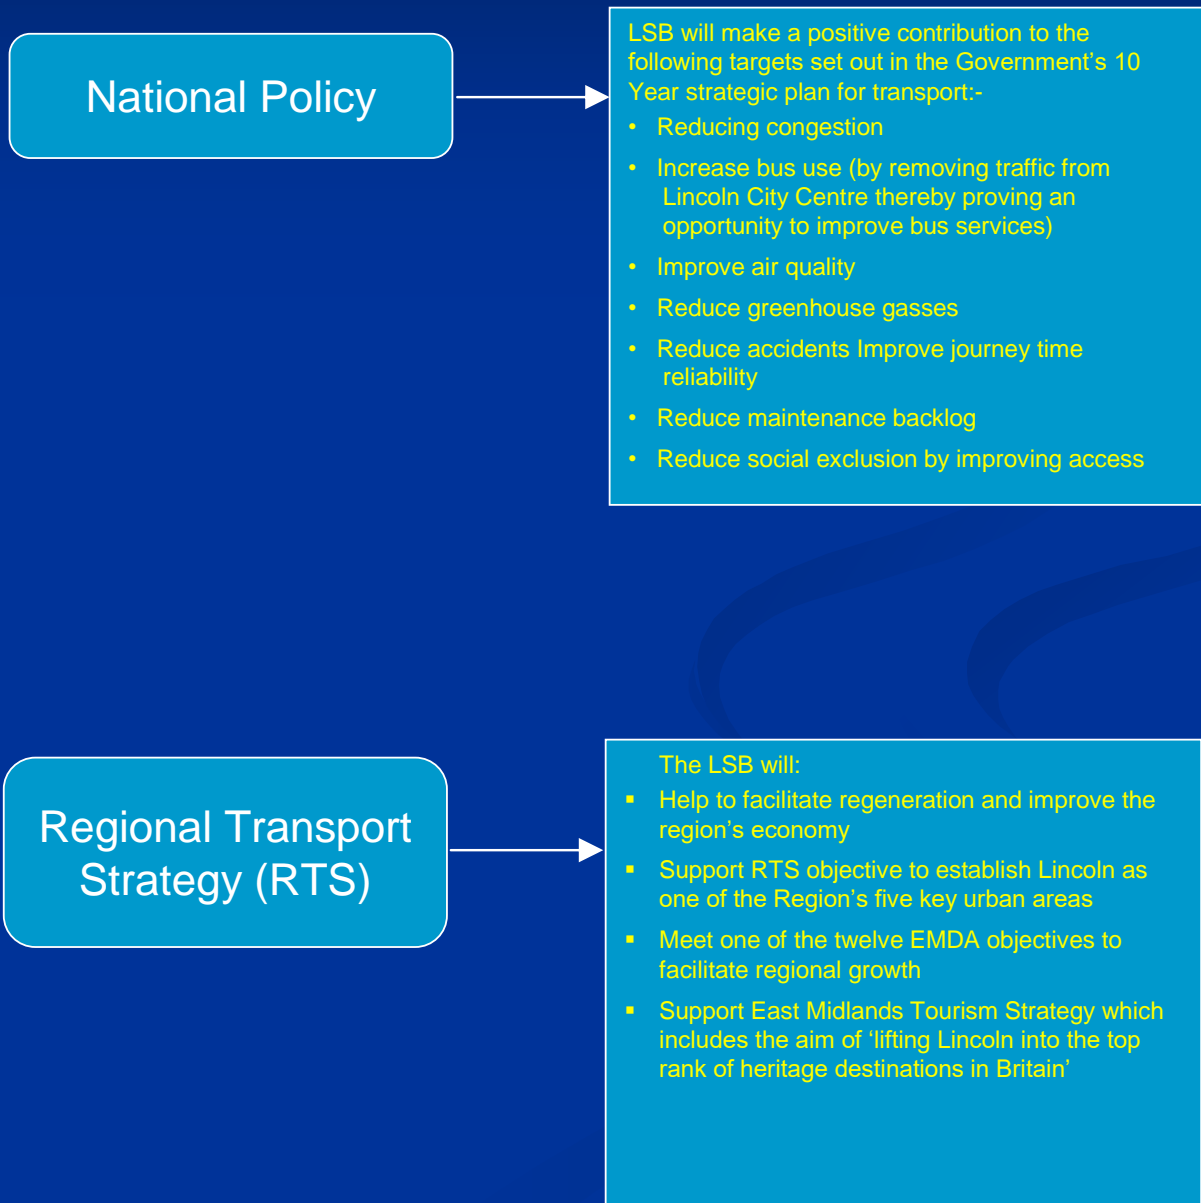 National Policy
LSB will make a positive contribution to the
following targets set out in the Government’s 10
Year strategic plan for transport:-
• Reducing congestion
• Increase bus use (by removing traffic from
Lincoln City Centre thereby proving an
opportunity to improve bus services)
• Improve air quality
• Reduce greenhouse gasses
• Reduce accidents Improve journey time
reliability
• Reduce maintenance backlog
• Reduce social exclusion by improving access
Regional Transport
Strategy (RTS)
The LSB will:
▪ Help to facilitate regeneration and improve the
region’s economy
▪ Support RTS objective to establish Lincoln as
one of the Region’s five key urban areas
▪ Meet one of the twelve EMDA objectives to
facilitate regional growth
▪ Support East Midlands Tourism Strategy which
includes the aim of ‘lifting Lincoln into the top
rank of heritage destinations in Britain’